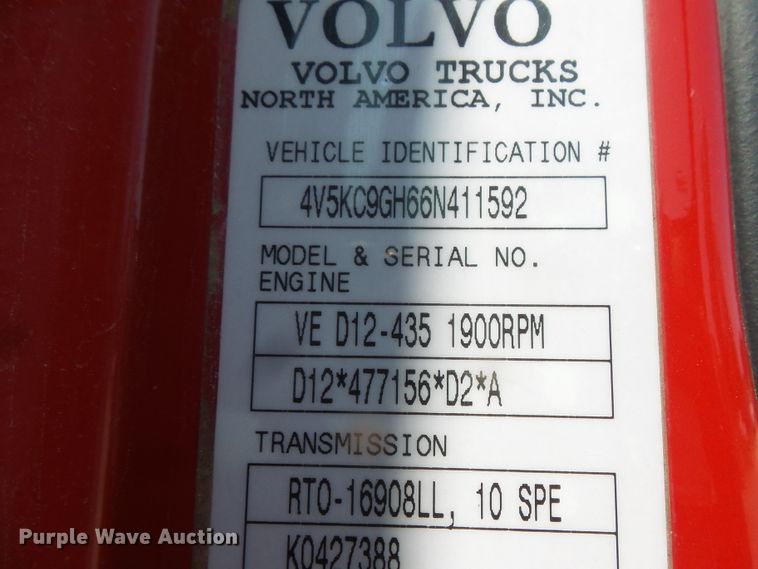 VOLVO
VOLVO TRUCKS
NORTH AMERICA, INC.
VEHICLE IDENTIFICATION #
4V5KC9GH66N411592
MODEL & SERIAL NO.
ENGINE
VE D12-435 1900RPM
D12*477156*D2*A
TRANSMISSION
RTO-16908LL, 10 SPE
K0427388
Purple Wave Auction